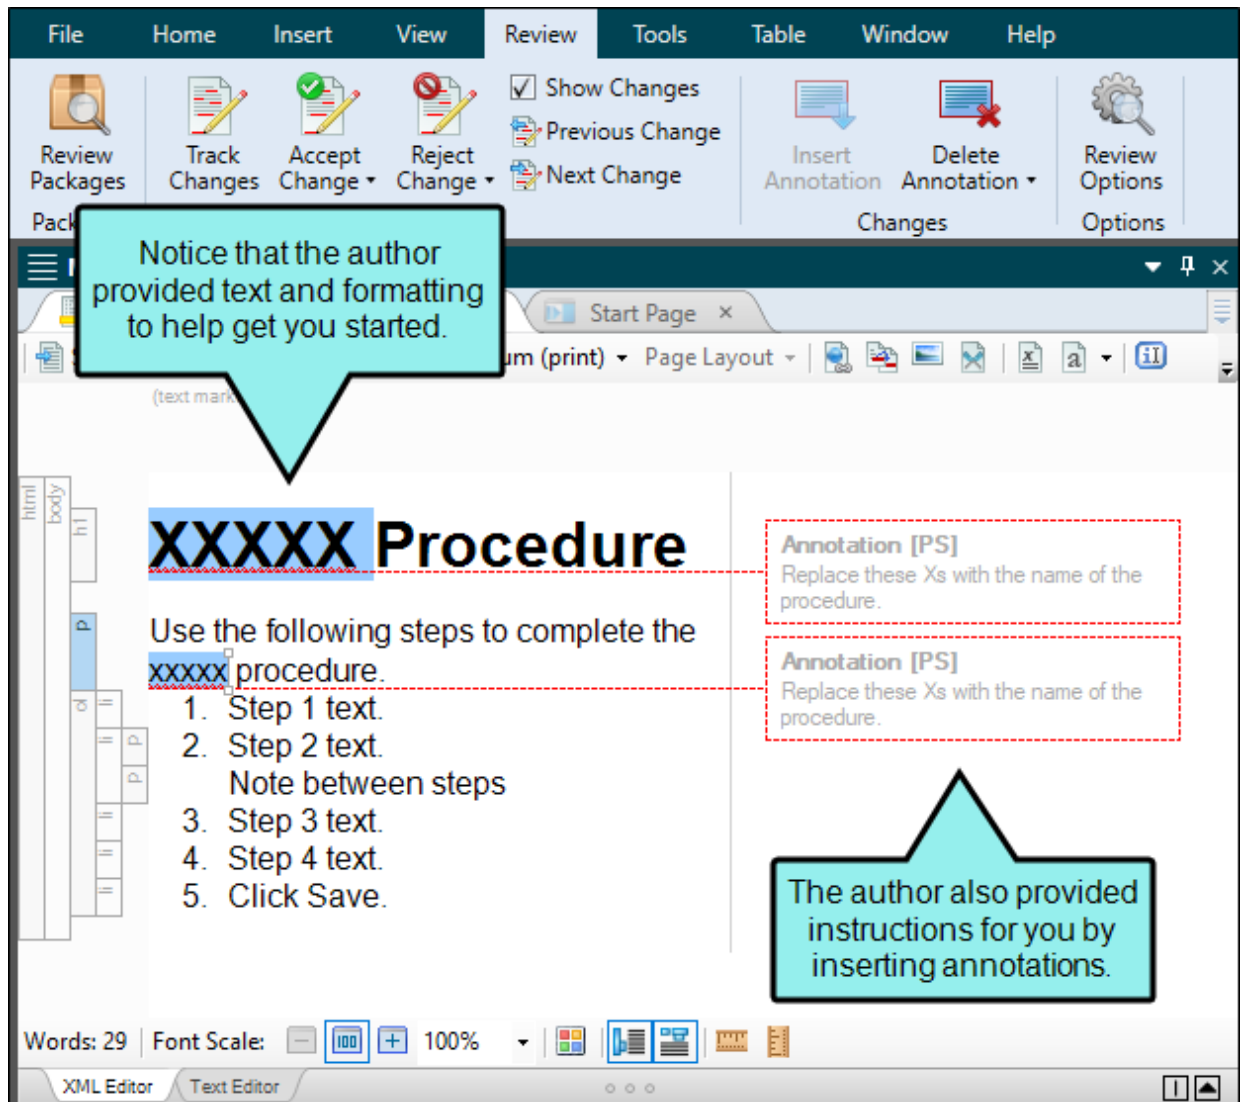 File Home Insert View Review Tools Table Window Help
Show Changes
Previous Change
Next Change
Review Packages
Track Changes
Accept Change
Reject Change
Insert Annotation
Delete Annotation
Review Options
Changes
Options
Notice that the author
provided text and formatting
to help get you started.
Start Page
(print) Page Layout
(text
html
body
h1
XXXXX Procedure
Annotation [PS]
Replace these Xs with the name of the
procedure.
p
Use the following steps to complete the
xxxxx procedure.
Annotation [PS]
Replace these Xs with the name of the
procedure.
ol
li
1. Step 1 text.
li
p
2. Step 2 text.
p
Note between steps
li
3. Step 3 text.
li
4. Step 4 text.
li
5. Click Save.
The author also provided
instructions for you by
inserting annotations.
Words: 29 Font Scale: 100 100%
XML Editor Text Editor